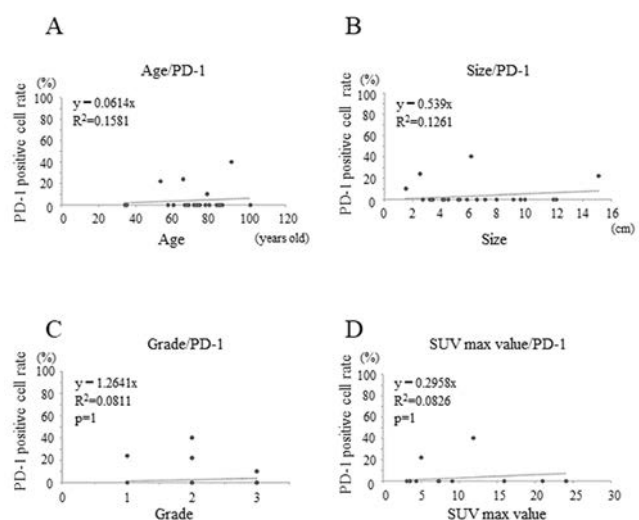 A
Age/PD-1
(%)
PD-1 positive cell rate
100
80
60
40
20
0
y = 0.0614x
R²=0.1581
0 20 40 60 80 100 120
Age
(years old)
B
Size/PD-1
(%)
PD-1 positive cell rate
100
80
60
40
20
0
y = 0.539x
R²=0.1261
0 2 4 6 8 10 12 14 16
Size
(cm)
C
Grade/PD-1
(%)
PD-1 positive cell rate
100
80
60
40
20
0
y = 1.2641x
R²=0.0811
p=1
0 1 2 3
Grade
D
SUV max value/PD-1
(%)
PD-1 positive cell rate
100
80
60
40
20
0
y = 0.2958x
R²=0.0826
p=1
0 5 10 15 20 25 30
SUV max value